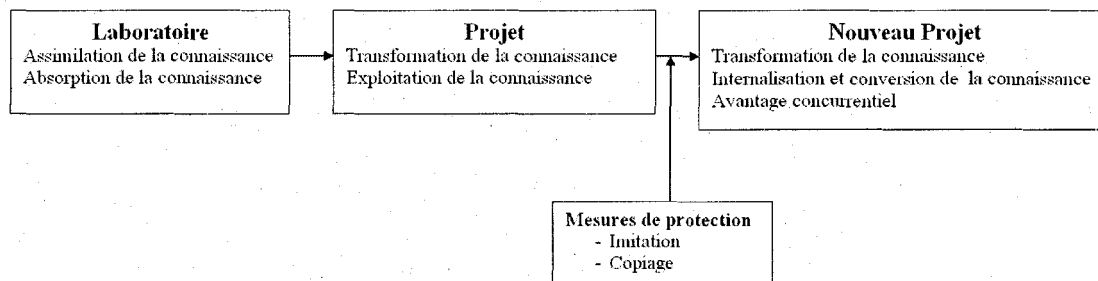 Laboratoire
Assimilation de la connaissance
Absorption de la connaissance
Projet
Transformation de la connaissance
Exploitation de la connaissance
Nouveau Projet
Transformation de la connaissance
Internalisation et conversion de la connaissance
Avantage concurrentiel
Mesures de protection
- Imitation
- Copiage